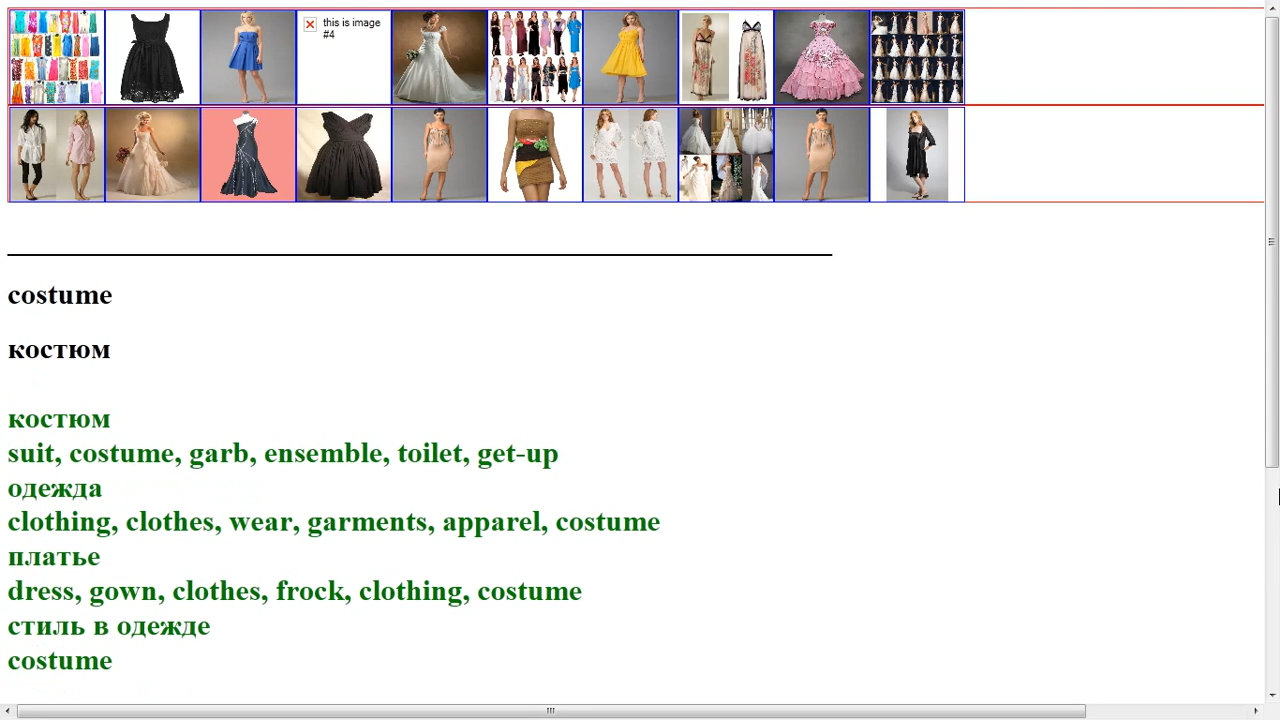 this is image
#4
costume
костюм
костюм
suit, costume, garb, ensemble, toilet, get-up
одежда
clothing, clothes, wear, garments, apparel, costume
платье
dress, gown, clothes, frock, clothing, costume
стиль в одежде
costume